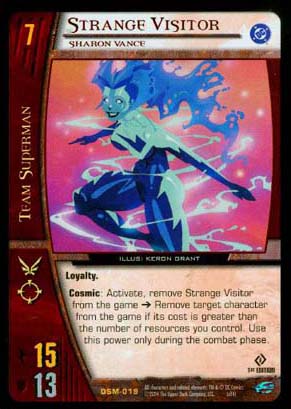 7
STRANGE VISITOR
SHARON VANCE
DC
TEAM SUPERMAN
ILLUS: KERON GRANT
Loyalty.
Cosmic: Activate, remove Strange Visitor
from the game → Remove target character
from the game if its cost is greater than
the number of resources you control. Use
this power only during the combat phase.
15
13
DSM-019
1ST EDITION